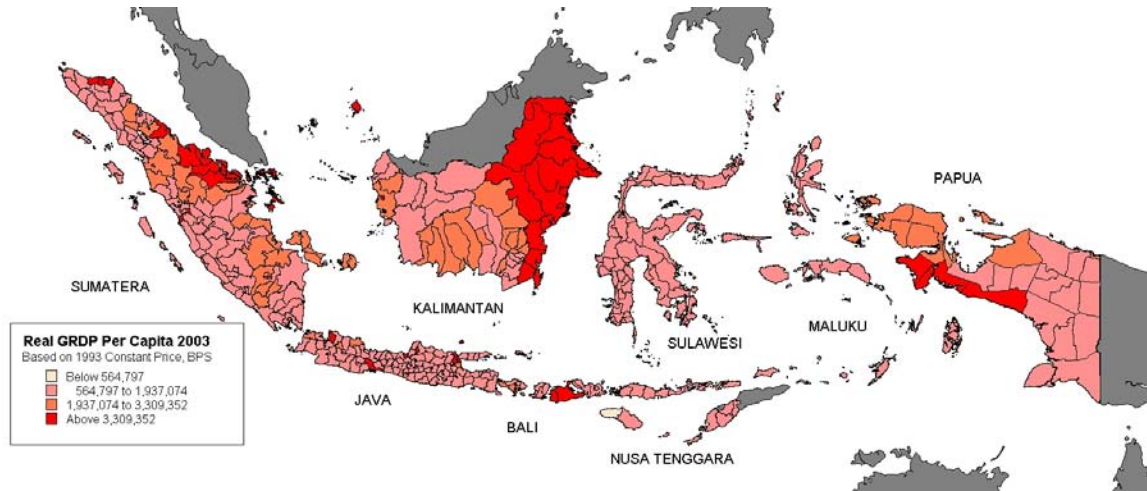 PAPUA
SUMATERA
KALIMANTAN
SULAWESI
MALUKU
JAVA
BALI
NUSA TENGGARA
Real GRDP Per Capita 2003
Based on 1993 Constant Price, BPS
Below 564,797
564,797 to 1,937,074
1,937,074 to 3,309,352
Above 3,309,352